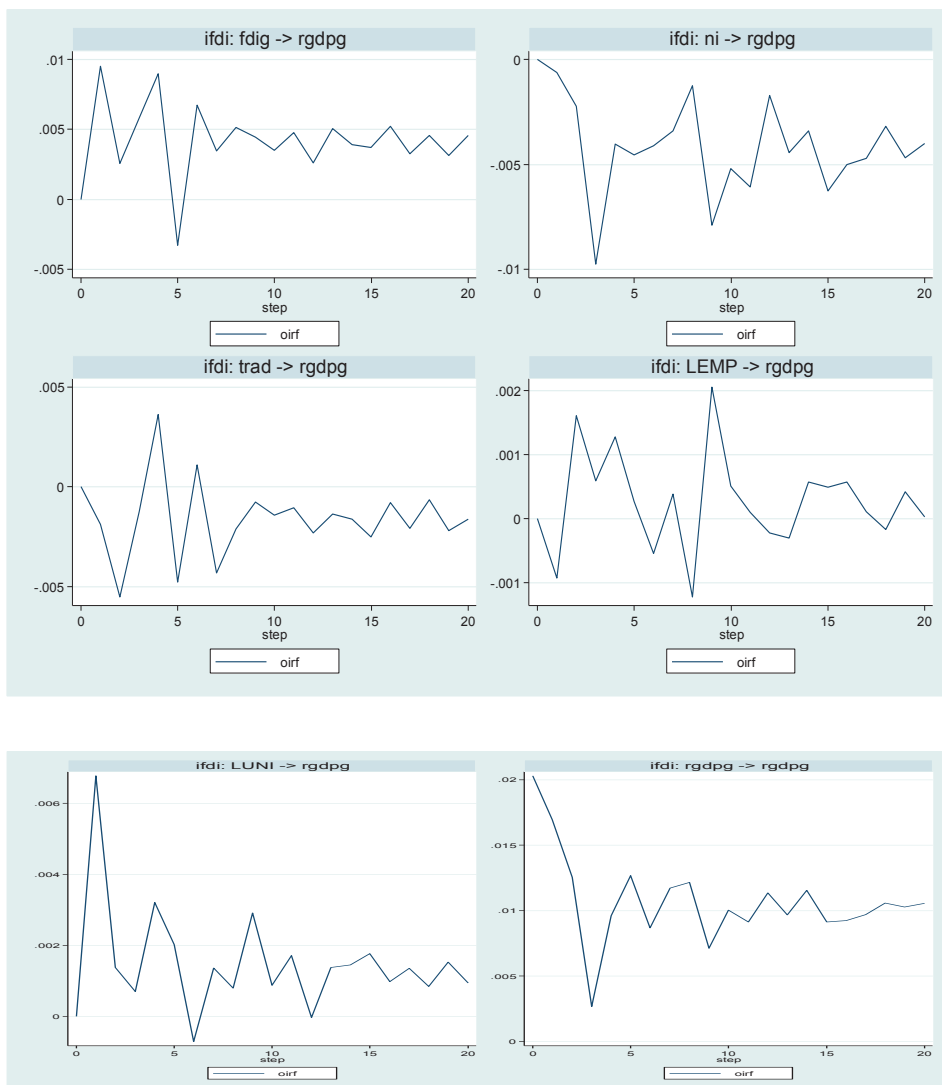 ifdi: fdig -> rgdpg
.01
.005
0
-.005
0 5 10 15 20
step
oirf
ifdi: ni -> rgdpg
0
-.005
-.01
0 5 10 15 20
step
oirf
ifdi: trad -> rgdpg
.005
0
-.005
0 5 10 15 20
step
oirf
ifdi: LEMP -> rgdpg
.002
.001
0
-.001
0 5 10 15 20
step
oirf
ifdi: LUNI -> rgdpg
.006
.004
.002
0
0 5 10 15 20
step
oirf
ifdi: rgdpg -> rgdpg
.02
.015
.01
.005
0
0 5 10 15 20
step
oirf